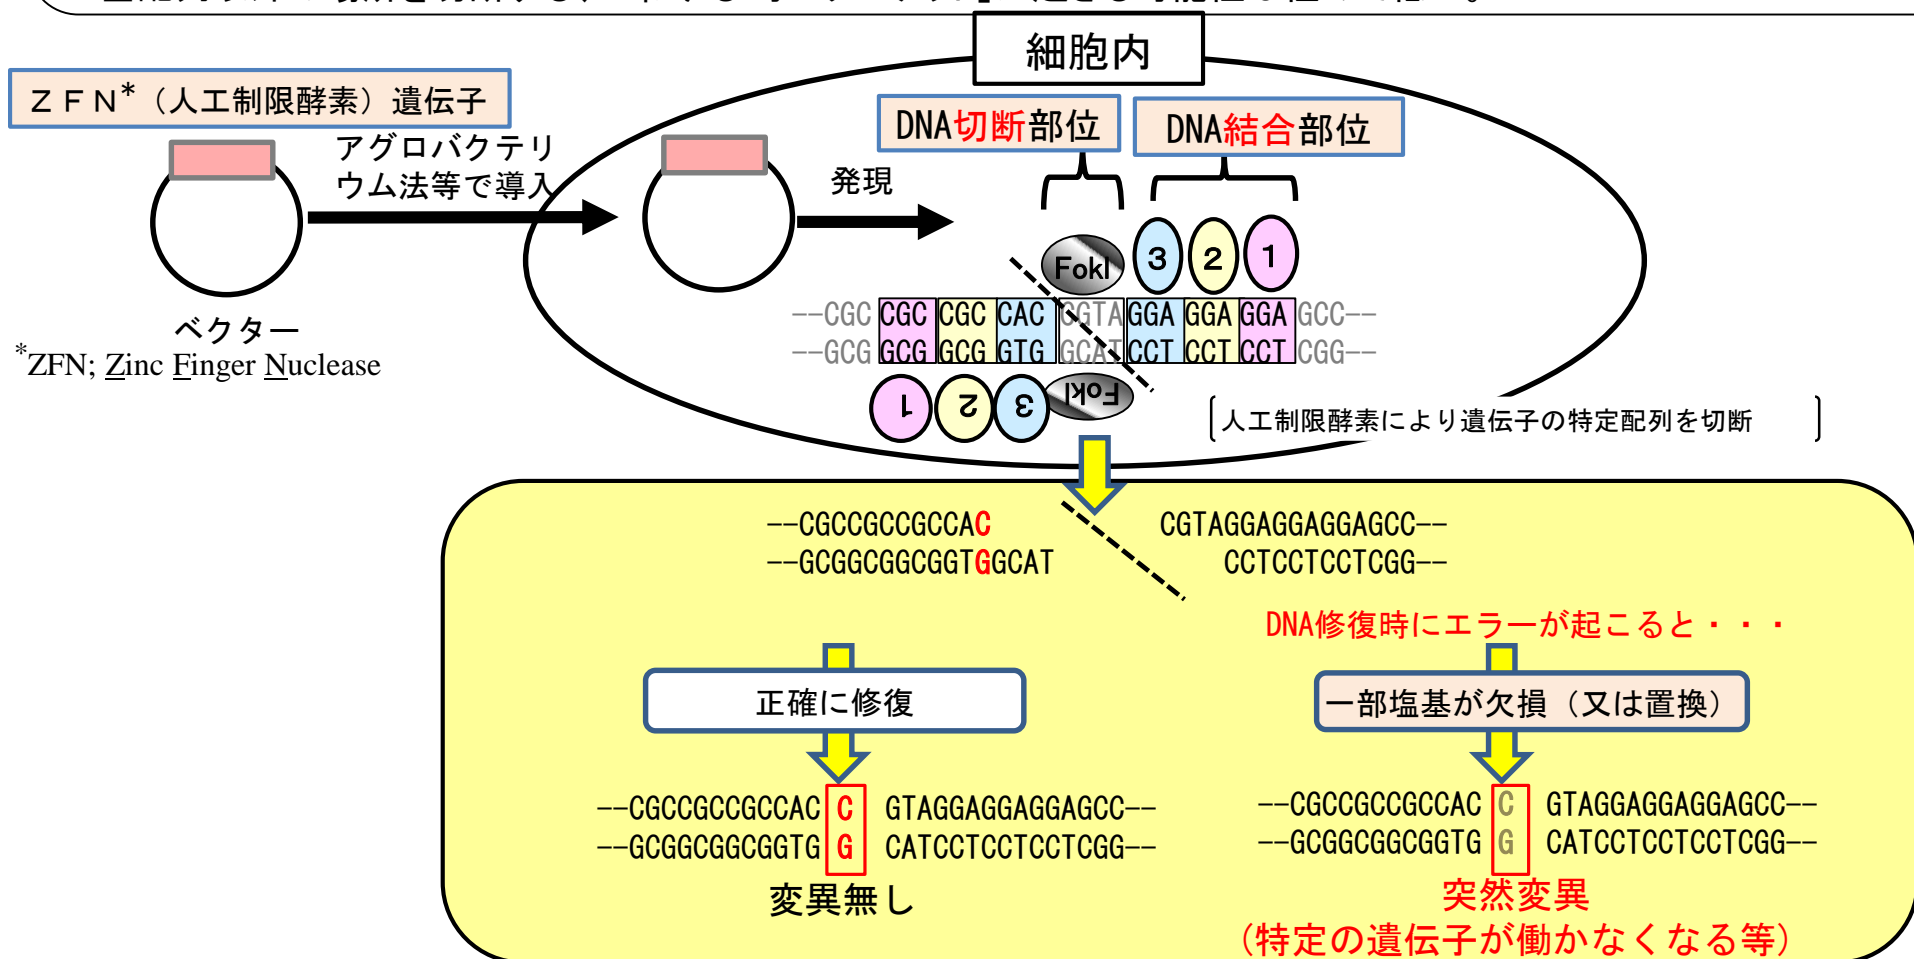 細胞内
ZFN*（人工制限酵素）遺伝子
アグロバクテリ
ウム法等で導入
発現
DNA切断部位
DNA結合部位
FokI
3
2
1
--CGC CGC CGC CAC CGTA GGA GGA GGA GCC--
--GCG GCG GCG GTG GCAT CCT CCT CCT CGG--
1
2
3
FokI
ベクター
*ZFN; Zinc Finger Nuclease
人工制限酵素により遺伝子の特定配列を切断
--CGCCGCCGCCAC CGTAGGAGGAGGAGCC--
--GCGGCGGCGGTGGCAT CCTCCTCCTCGG--
DNA修復時にエラーが起こると・・・
正確に修復
一部塩基が欠損（又は置換）
--CGCCGCCGCCAC C GTAGGAGGAGGAGCC--
--GCGGCGGCGGTG G CATCCTCCTCCTCGG--
変異無し
--CGCCGCCGCCAC C GTAGGAGGAGGAGCC--
--GCGGCGGCGGTG G CATCCTCCTCCTCGG--
突然変異
（特定の遺伝子が働かなくなる等）